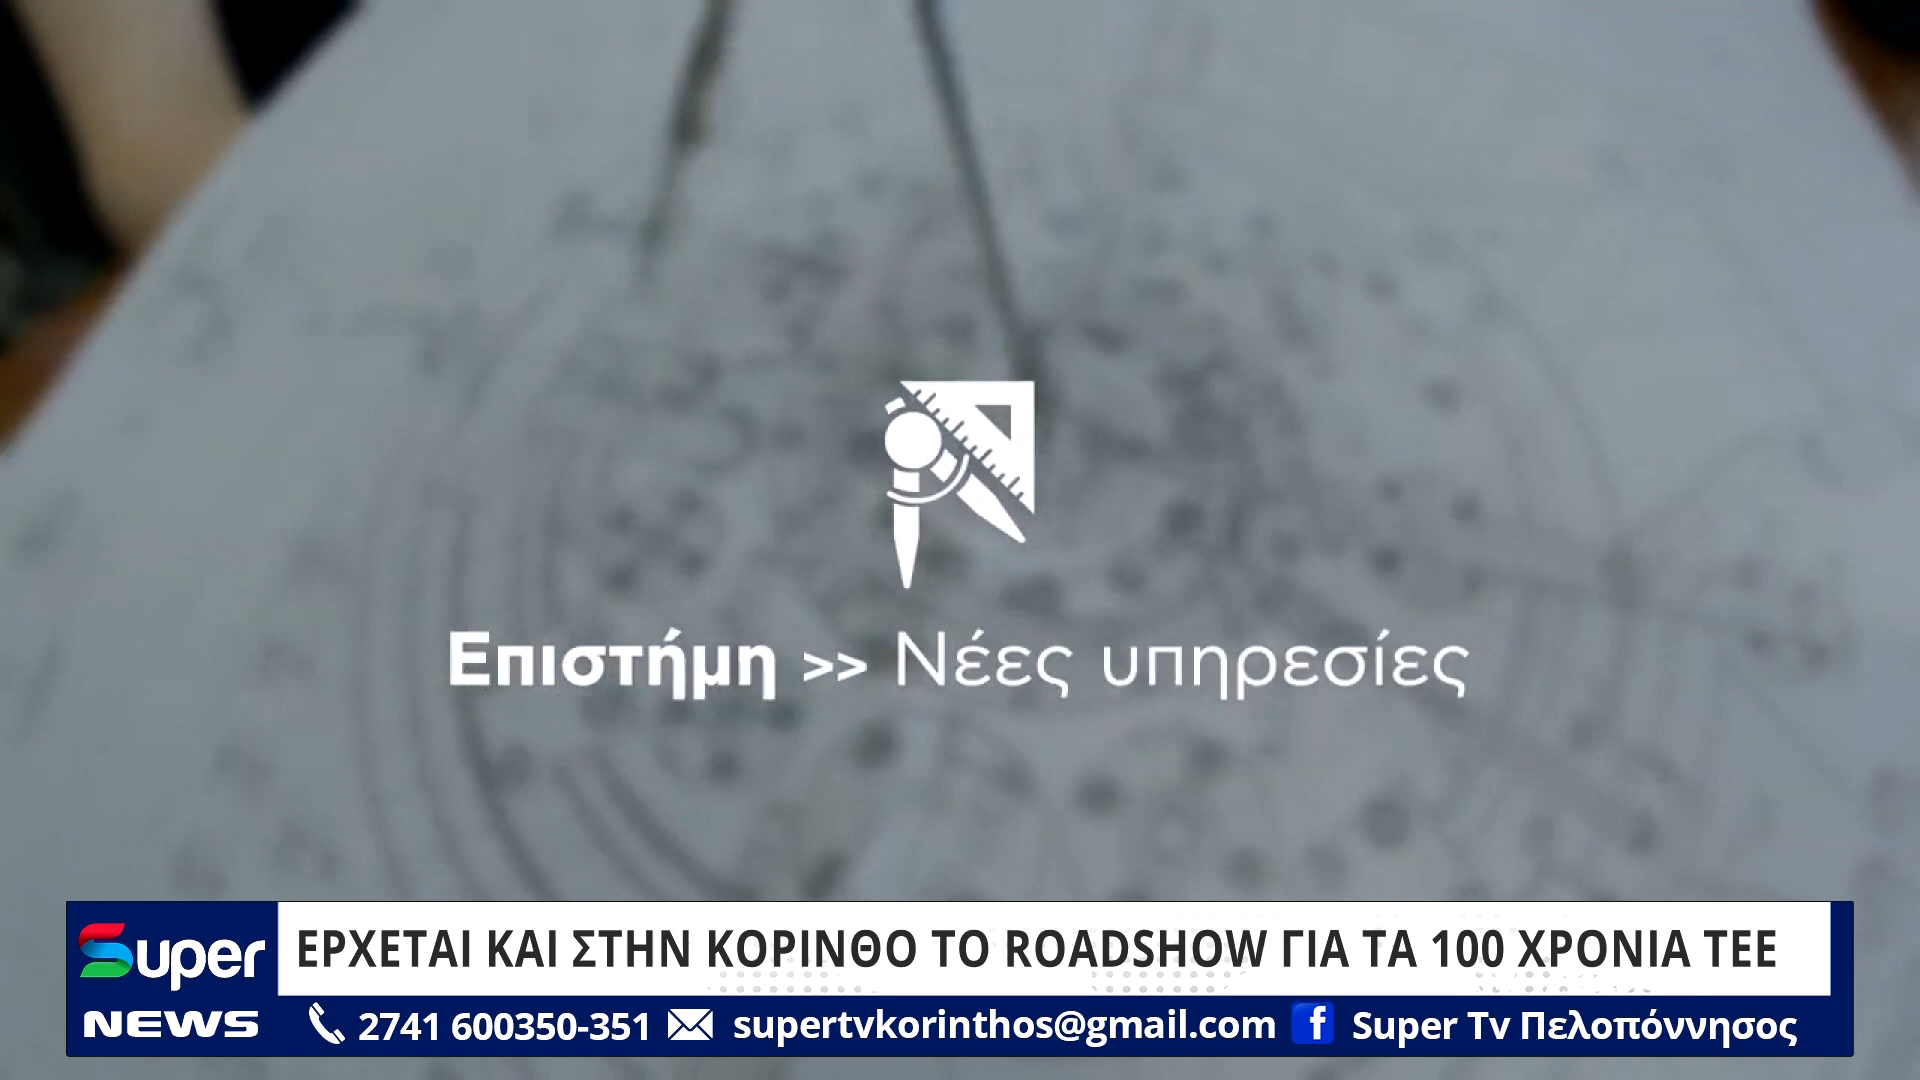 Επιστήμη >> Νέες υπηρεσίες
Super
NEWS
ΕΡΧΕΤΑΙ ΚΑΙ ΣΤΗΝ ΚΟΡΙΝΘΟ ΤΟ ROADSHOW ΓΙΑ ΤΑ 100 ΧΡΟΝΙΑ ΤΕΕ
2741 600350-351 supertvkorinthos@gmail.com f Super Tv Πελοπόννησος